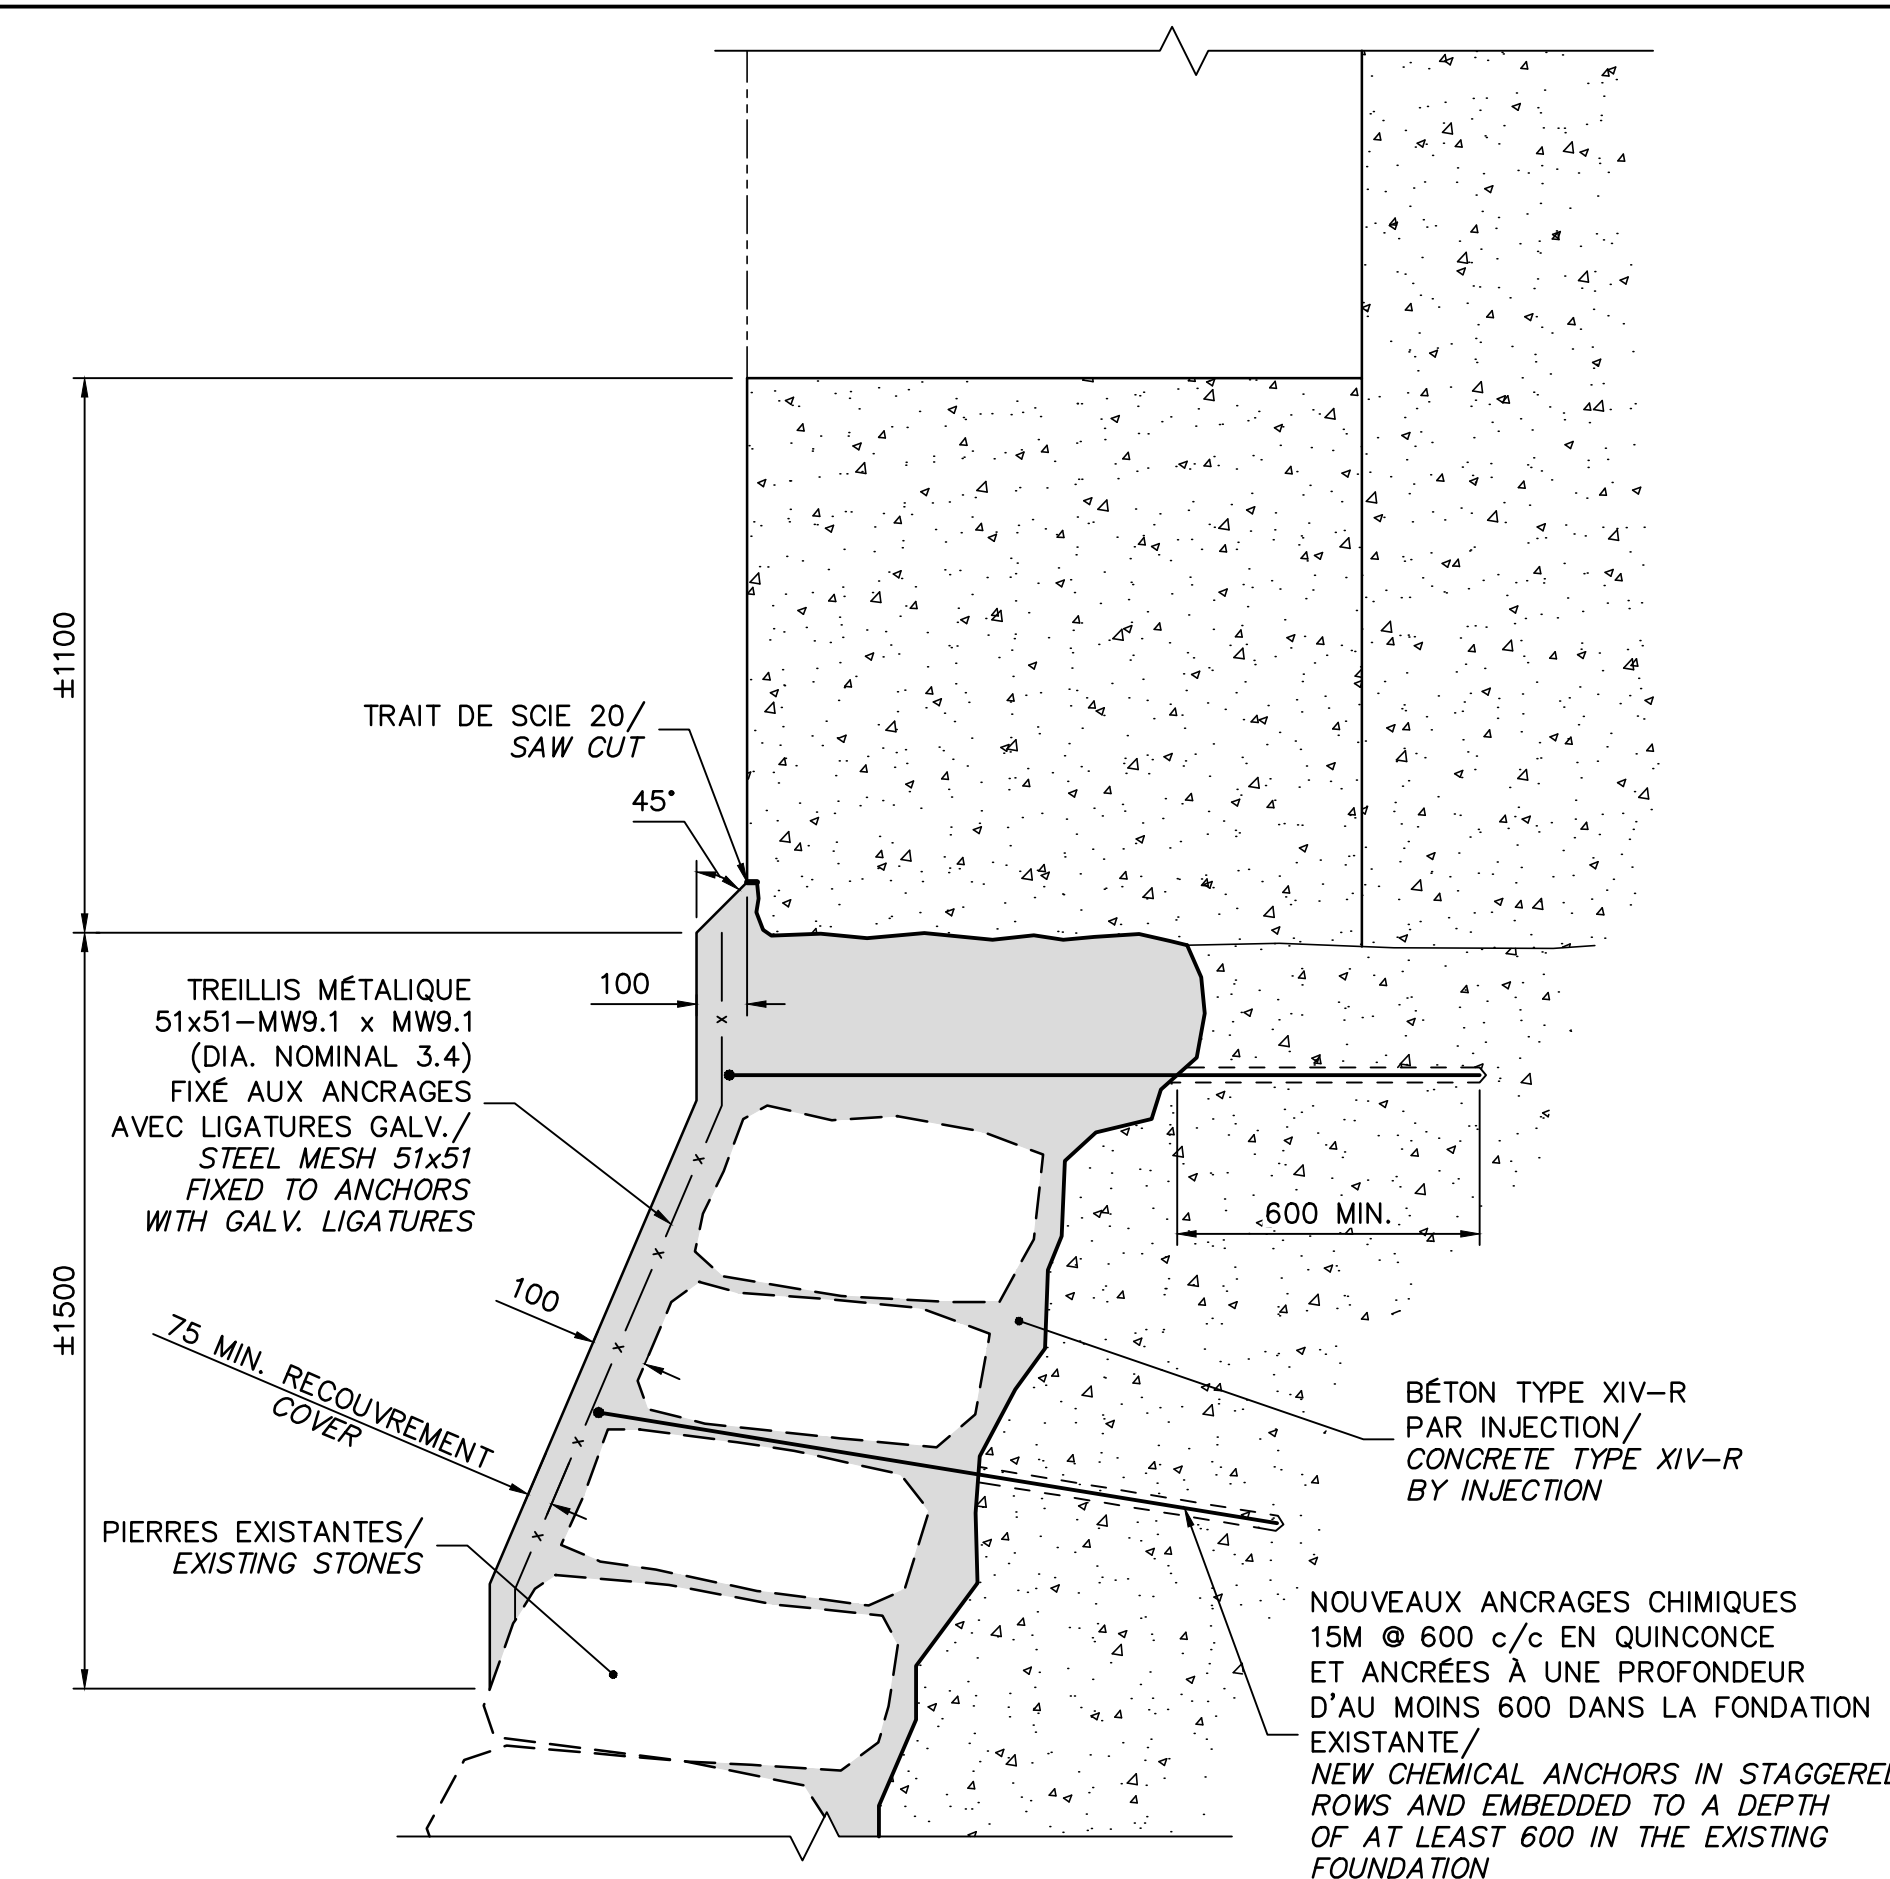 ±1100
TRAIT DE SCIE 20/
SAW CUT
45°
100
TREILLIS MÉTALIQUE
51x51-MW9.1 x MW9.1
(DIA. NOMINAL 3.4)
FIXÉ AUX ANCRAGES
AVEC LIGATURES GALV./
STEEL MESH 51x51
FIXED TO ANCHORS
WITH GALV. LIGATURES
600 MIN.
±1500
100
75 MIN. RECOUVREMENT
COVER
BÉTON TYPE XIV-R
PAR INJECTION/
CONCRETE TYPE XIV-R
BY INJECTION
PIERRES EXISTANTES/
EXISTING STONES
NOUVEAUX ANCRAGES CHIMIQUES
15M @ 600 c/c EN QUINCONCE
ET ANCRÉES À UNE PROFONDEUR
D'AU MOINS 600 DANS LA FONDATION
EXISTANTE/
NEW CHEMICAL ANCHORS IN STAGGERED
ROWS AND EMBEDDED TO A DEPTH
OF AT LEAST 600 IN THE EXISTING
FOUNDATION